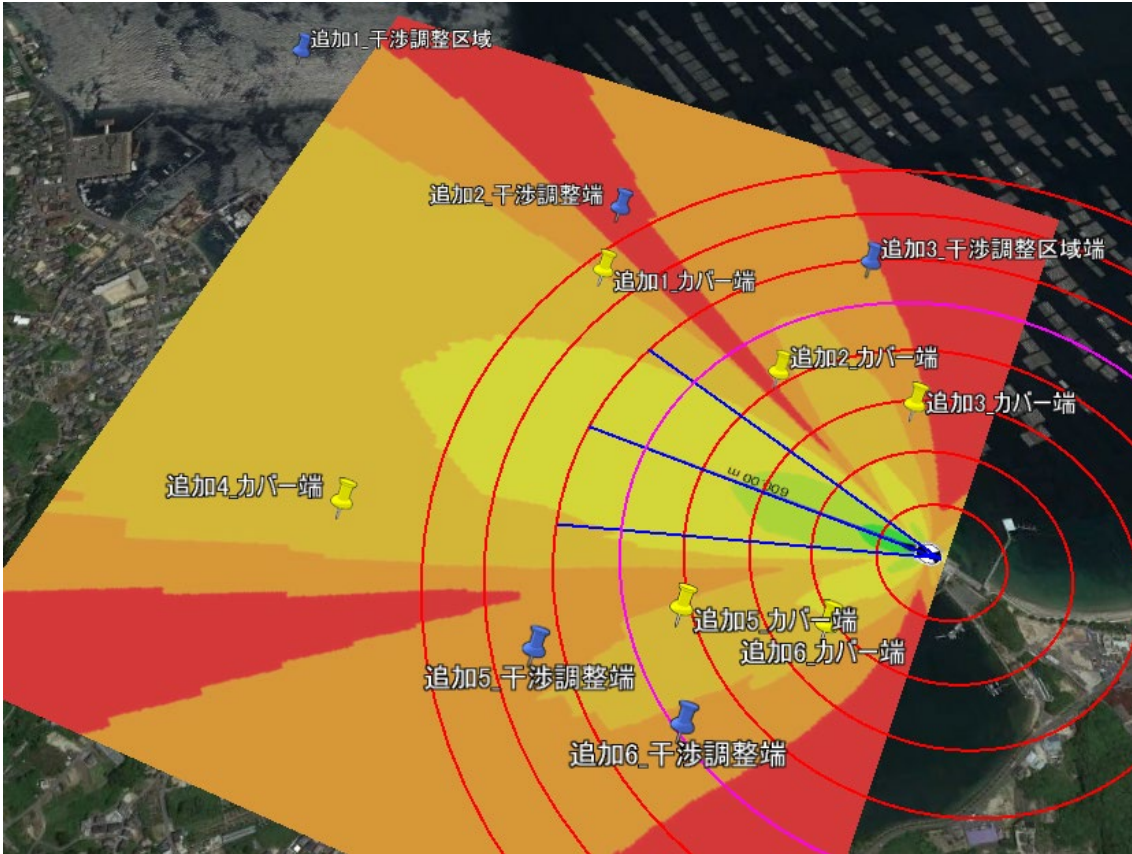 追加1_干渉調整区域
追加2_干渉調整端
追加3_干渉調整区域端
追加1_カバー端
追加2_カバー端
追加3_カバー端
600.00 m
追加4_カバー端
追加5_カバー端
追加6_カバー端
追加5_干渉調整端
追加6_干渉調整端